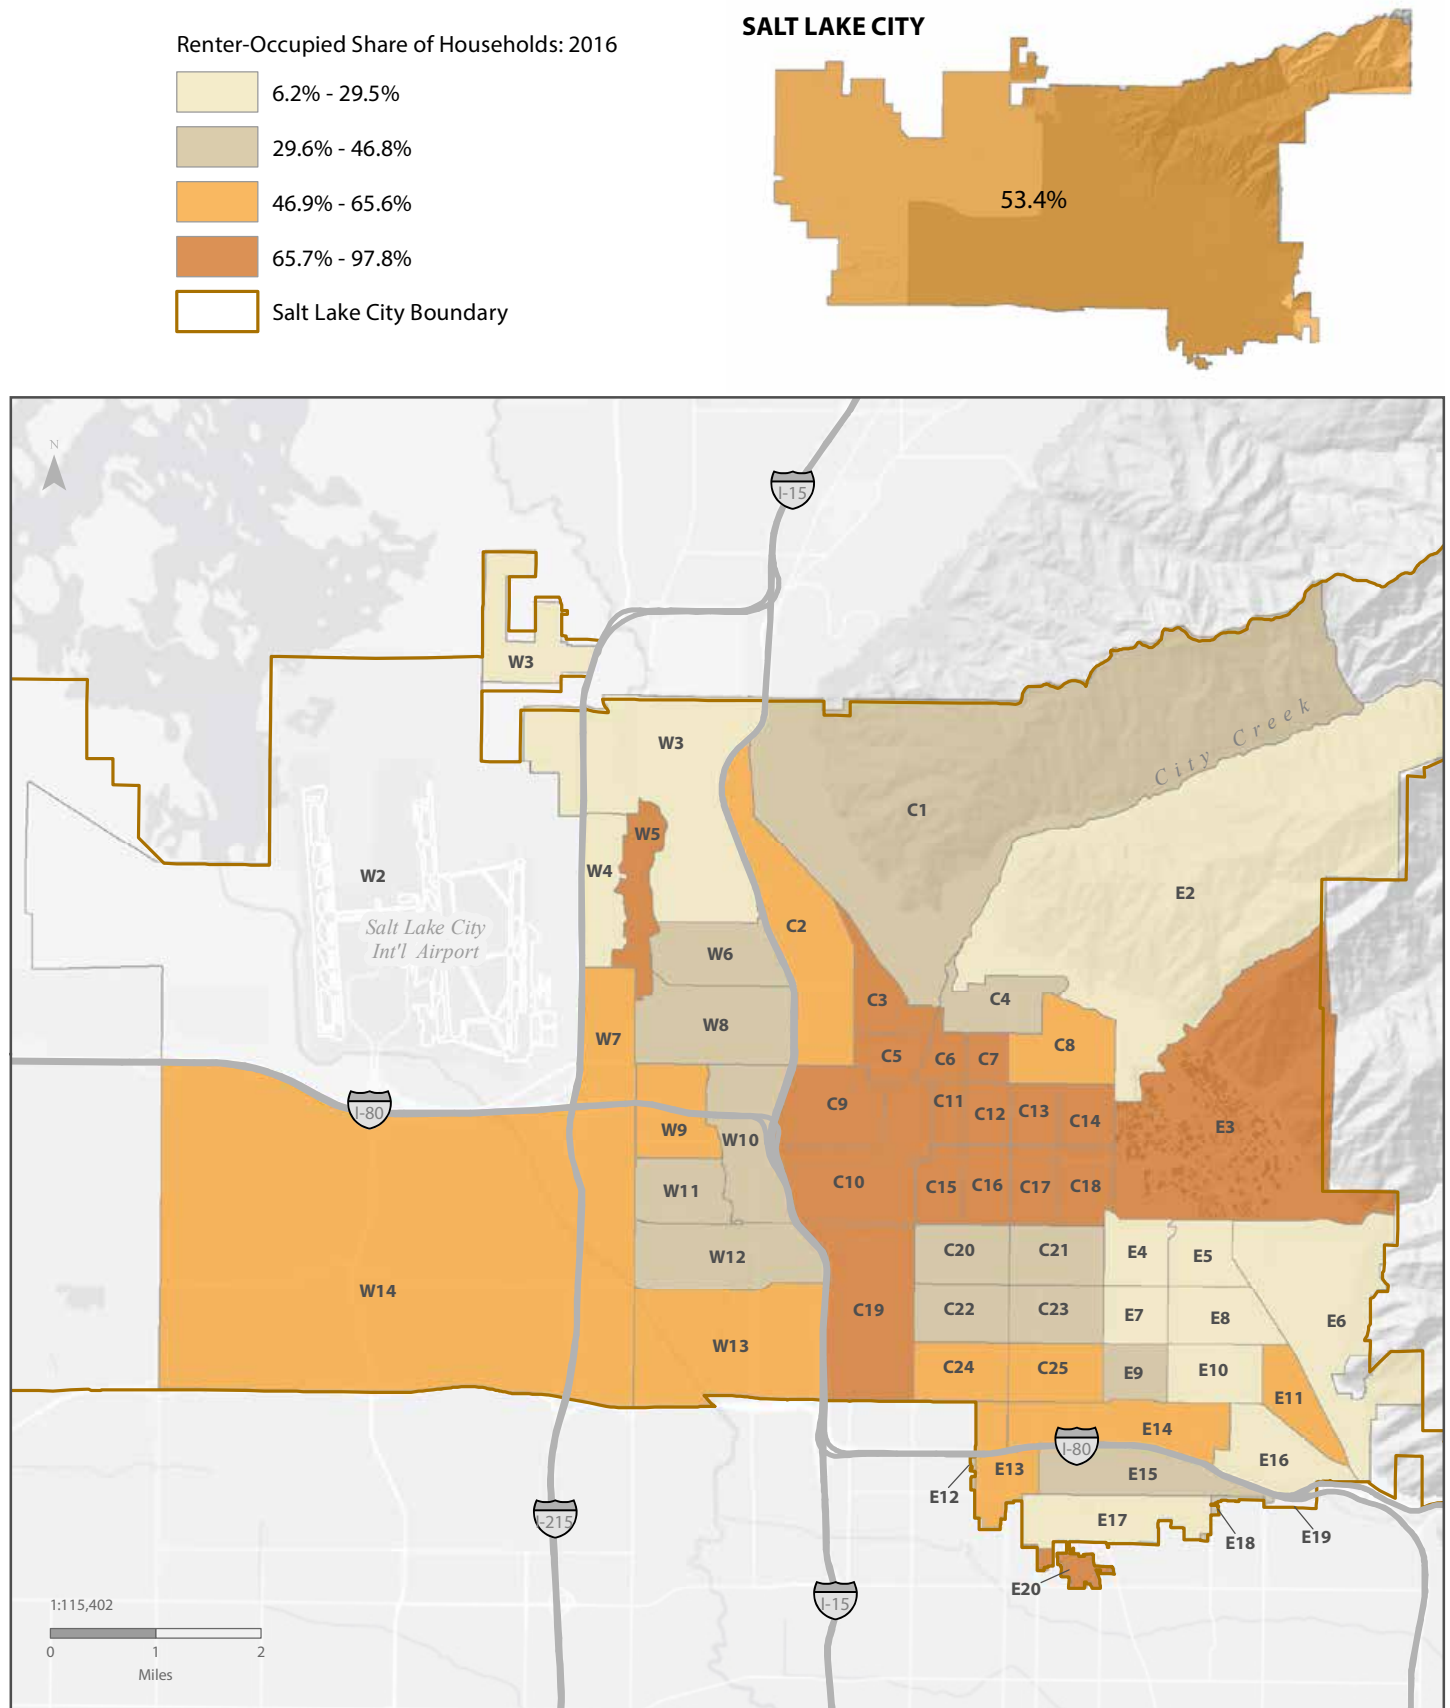 SALT LAKE CITY
Renter-Occupied Share of Households: 2016
6.2% - 29.5%
29.6% - 46.8%
46.9% - 65.6%
65.7% - 97.8%
Salt Lake City Boundary
53.4%
N
I-15
W3
W3
City Creek
C1
W5
W4
W2
E2
Salt Lake City
Int'l Airport
C2
W6
C4
C3
W8
W7
C8
C5
C6
C7
I-80
C9
C11
C12
C13
C14
E3
W9
W10
W11
C10
C15
C16
C17
C18
W12
C20
C21
E4
E5
W14
C19
C22
C23
E7
E8
E6
W13
C24
C25
E9
E10
E11
E14
I-80
E13
E15
E16
E12
I-215
E17
E18
E19
E20
I-15
1:115,402
0 1 2
Miles